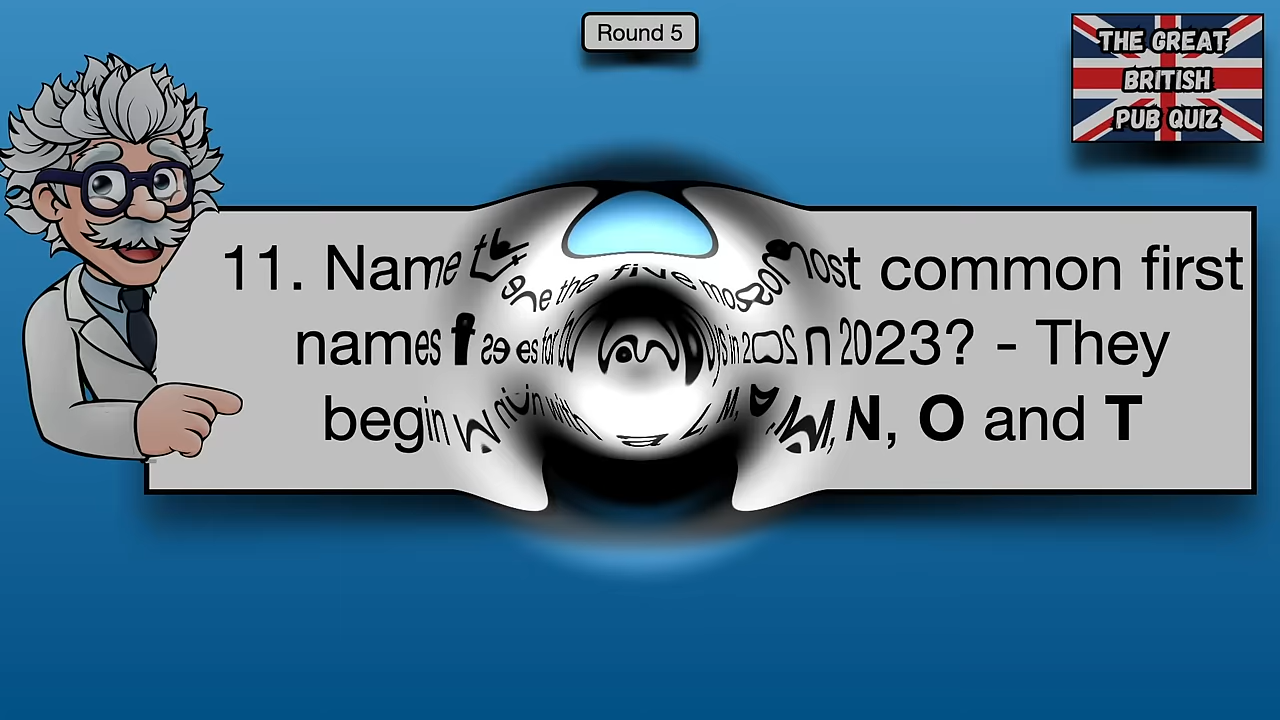 Round 5
THE GREAT
BRITISH
PUB QUIZ
11. Name the five most common first
names for boys in 2023? - They
begin with L, M, N, O and T